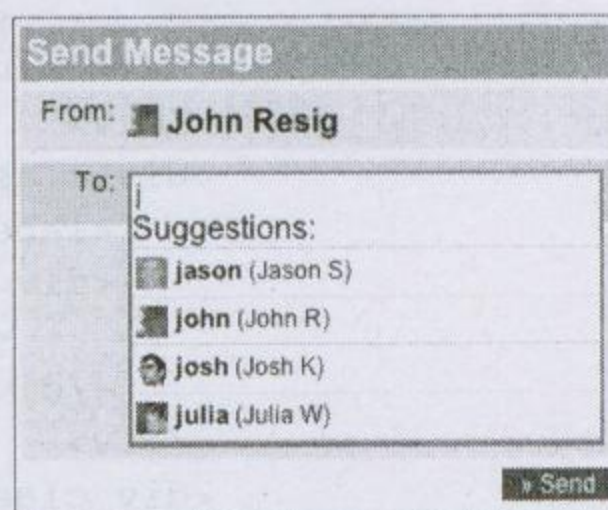 Send Message
From: John Resig
To: j
Suggestions:
jason (Jason S)
john (John R)
josh (Josh K)
julia (Julia W)
» Send